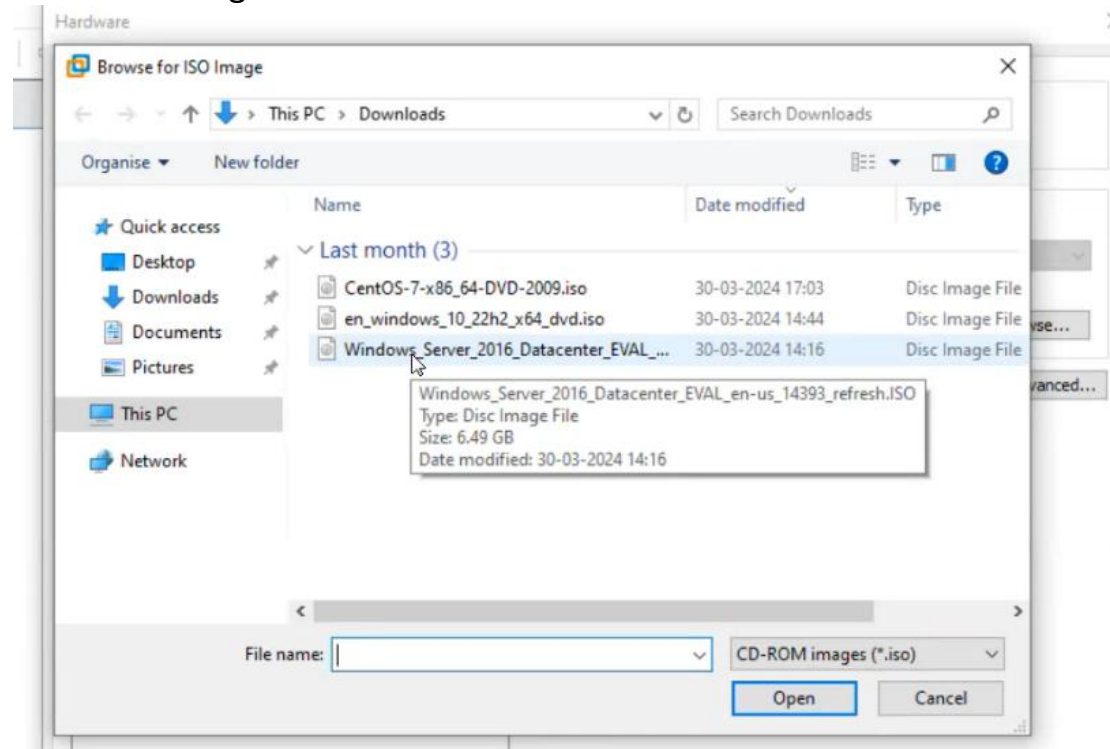 Hardware
Browse for ISO Image
This PC > Downloads
Search Downloads
Organise
New folder
Name
Date modified
Type
Quick access
Desktop
Downloads
Documents
Pictures
This PC
Network
Last month (3)
CentOS-7-x86_64-DVD-2009.iso 30-03-2024 17:03 Disc Image File
en_windows_10_22h2_x64_dvd.iso 30-03-2024 14:44 Disc Image File
Windows_Server_2016_Datacenter_EVAL_... 30-03-2024 14:16 Disc Image File
Windows_Server_2016_Datacenter_EVAL_en-us_14393_refresh.ISO
Type: Disc Image File
Size: 6.49 GB
Date modified: 30-03-2024 14:16
File name:
CD-ROM images (*.iso)
Open
Cancel